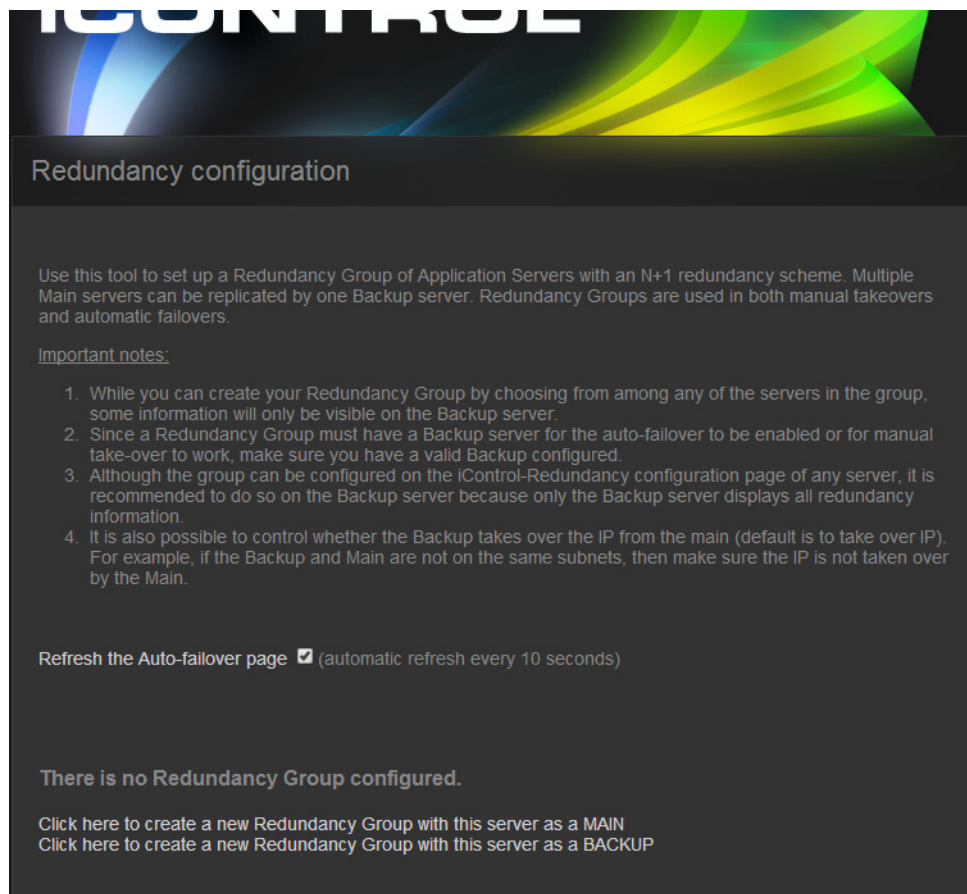 iCONTROL
Redundancy configuration
Use this tool to set up a Redundancy Group of Application Servers with an N+1 redundancy scheme. Multiple
Main servers can be replicated by one Backup server. Redundancy Groups are used in both manual takeovers
and automatic failovers.
Important notes:
1. While you can create your Redundancy Group by choosing from among any of the servers in the group,
some information will only be visible on the Backup server.
2. Since a Redundancy Group must have a Backup server for the auto-failover to be enabled or for manual
take-over to work, make sure you have a valid Backup configured.
3. Although the group can be configured on the iControl-Redundancy configuration page of any server, it is
recommended to do so on the Backup server because only the Backup server displays all redundancy
information.
4. It is also possible to control whether the Backup takes over the IP from the main (default is to take over IP).
For example, if the Backup and Main are not on the same subnets, then make sure the IP is not taken over
by the Main.
Refresh the Auto-failover page (automatic refresh every 10 seconds)
There is no Redundancy Group configured.
Click here to create a new Redundancy Group with this server as a MAIN
Click here to create a new Redundancy Group with this server as a BACKUP